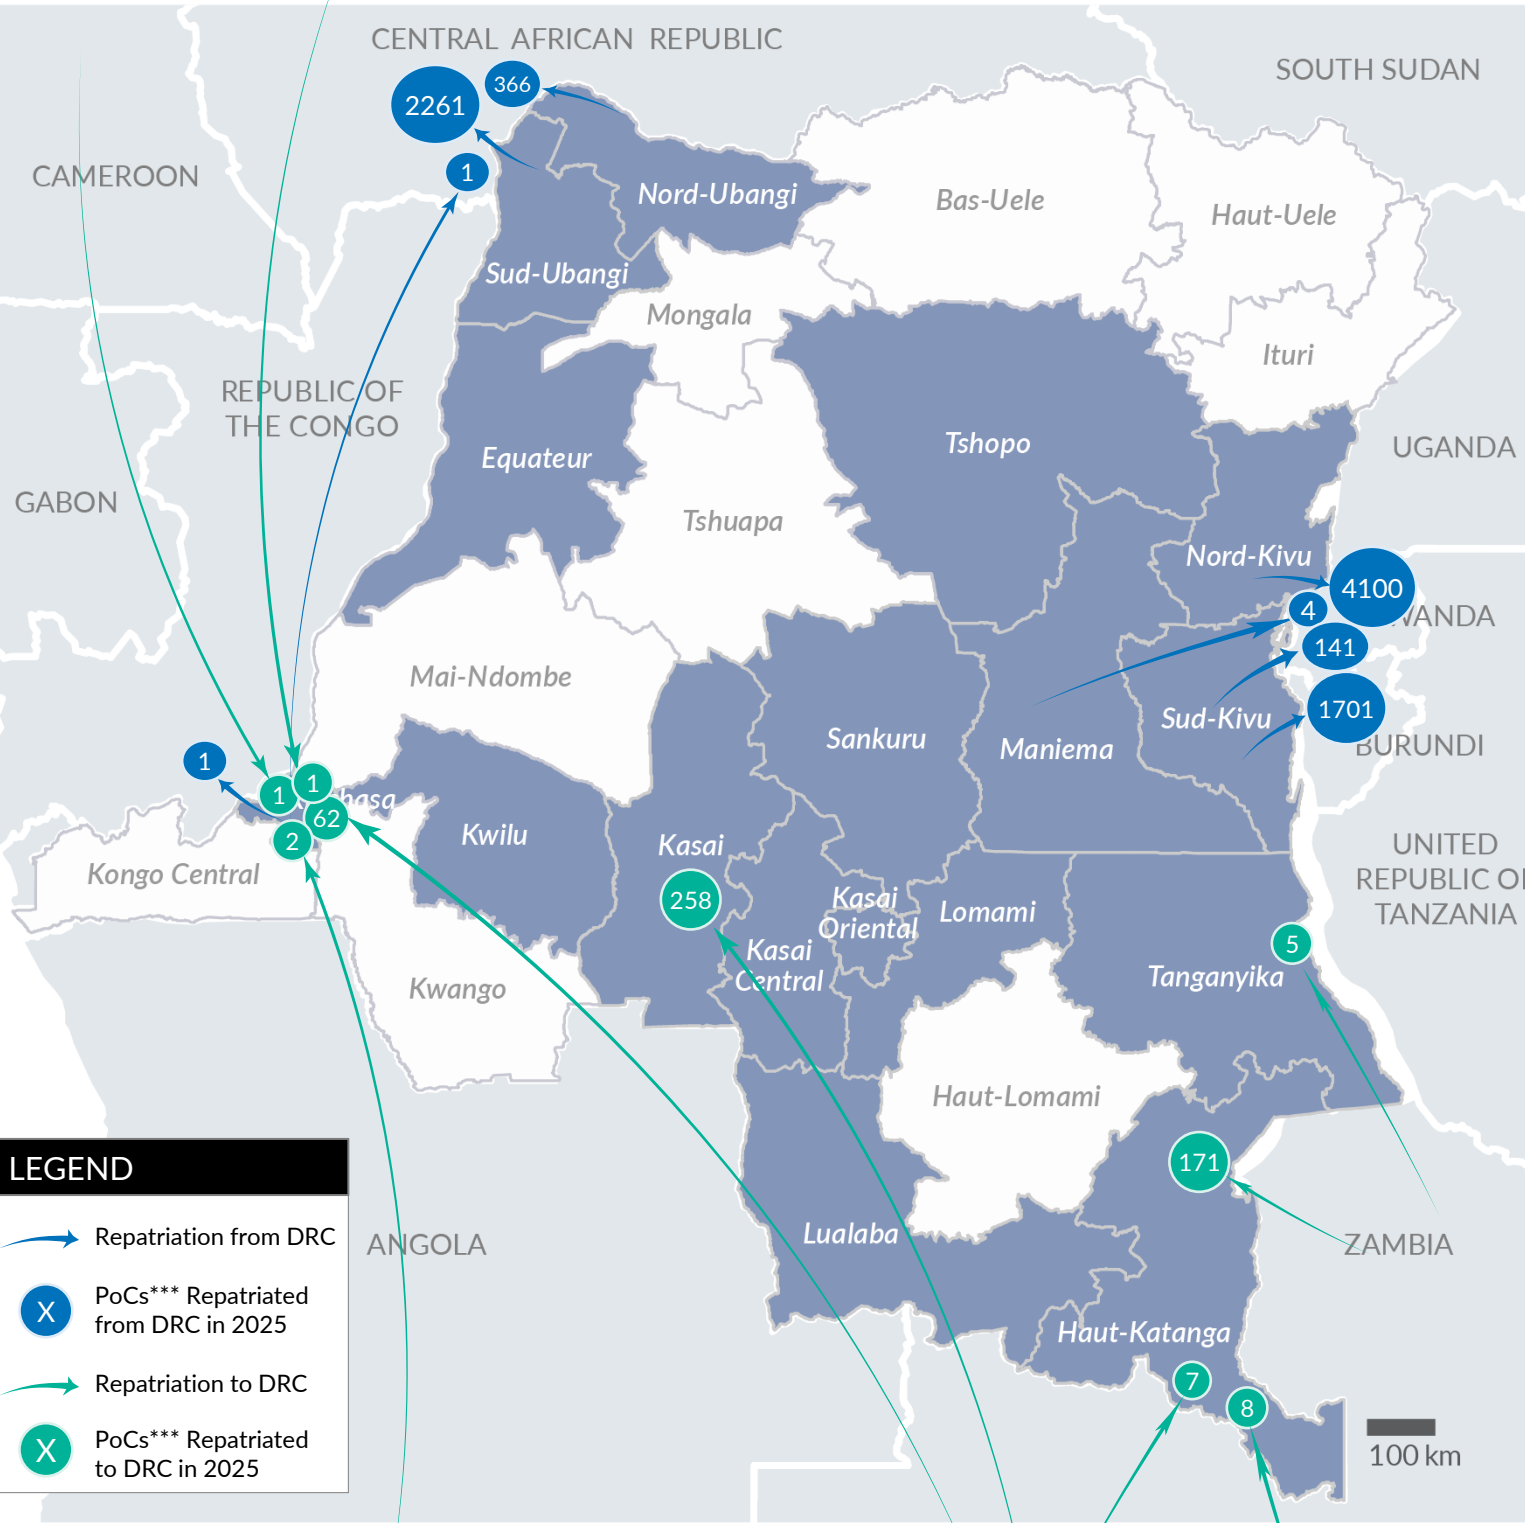 CENTRAL AFRICAN REPUBLIC
SOUTH SUDAN
366
2261
1
CAMEROON
Nord-Ubangi
Bas-Uele
Haut-Uele
Sud-Ubangi
Mongala
Ituri
REPUBLIC OF
THE CONGO
Equateur
Tshopo
UGANDA
GABON
Tshuapa
Nord-Kivu
4100
4
WANDA
141
Mai-Ndombe
1701
Sud-Kivu
Sankuru
Maniema
BURUNDI
1
1
1
hasa
62
2
Kwilu
Kasai
Kongo Central
UNITED
REPUBLIC O
TANZANIA
258
Kasai
Oriental
Lomami
5
Kasai
Central
Tanganyika
Kwango
Haut-Lomami
171
LEGEND
Repatriation from DRC
X
PoCs*** Repatriated
from DRC in 2025
Repatriation to DRC
X
PoCs*** Repatriated
to DRC in 2025
ANGOLA
Lualaba
ZAMBIA
Haut-Katanga
7
8
100 km